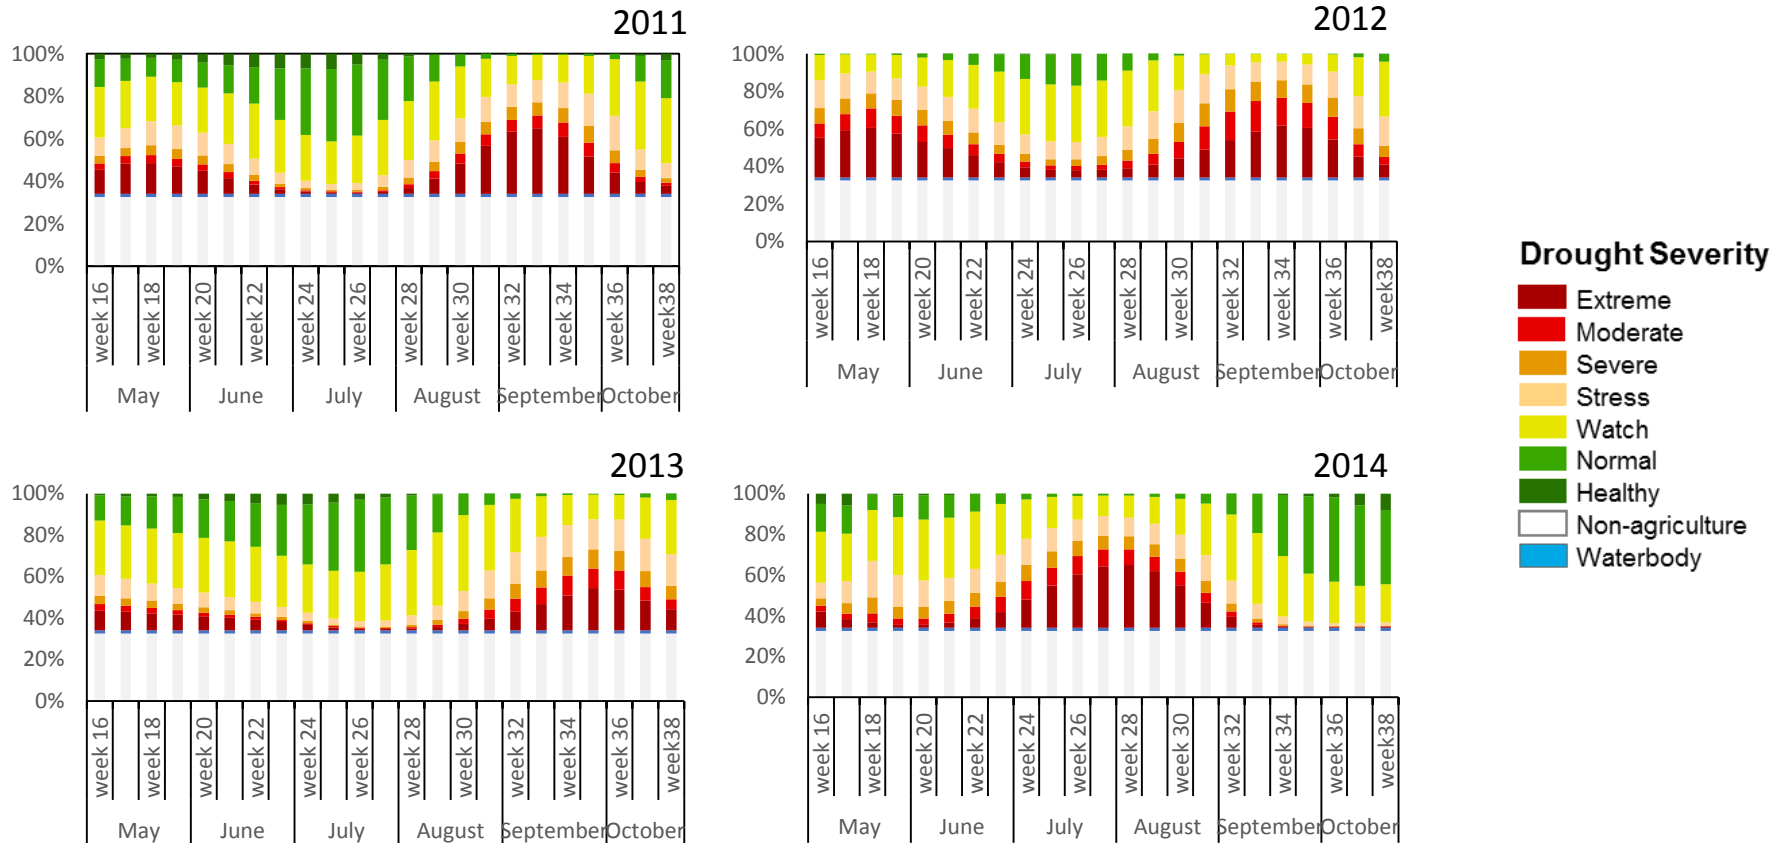 2011
100%
80%
60%
40%
20%
0%
week 16
week 18
week 20
week 22
week 24
week 26
week 28
week 30
week 32
week 34
week 36
week38
May
June
July
August
September
October
2012
100%
80%
60%
40%
20%
0%
week 16
week 18
week 20
week 22
week 24
week 26
week 28
week 30
week 32
week 34
week 36
week38
May
June
July
August
September
October
Drought Severity
Extreme
Moderate
Severe
Stress
Watch
Normal
Healthy
Non-agriculture
Waterbody
2013
100%
80%
60%
40%
20%
0%
week 16
week 18
week 20
week 22
week 24
week 26
week 28
week 30
week 32
week 34
week 36
week38
May
June
July
August
September
October
2014
100%
80%
60%
40%
20%
0%
week 16
week 18
week 20
week 22
week 24
week 26
week 28
week 30
week 32
week 34
week 36
week38
May
June
July
August
September
October